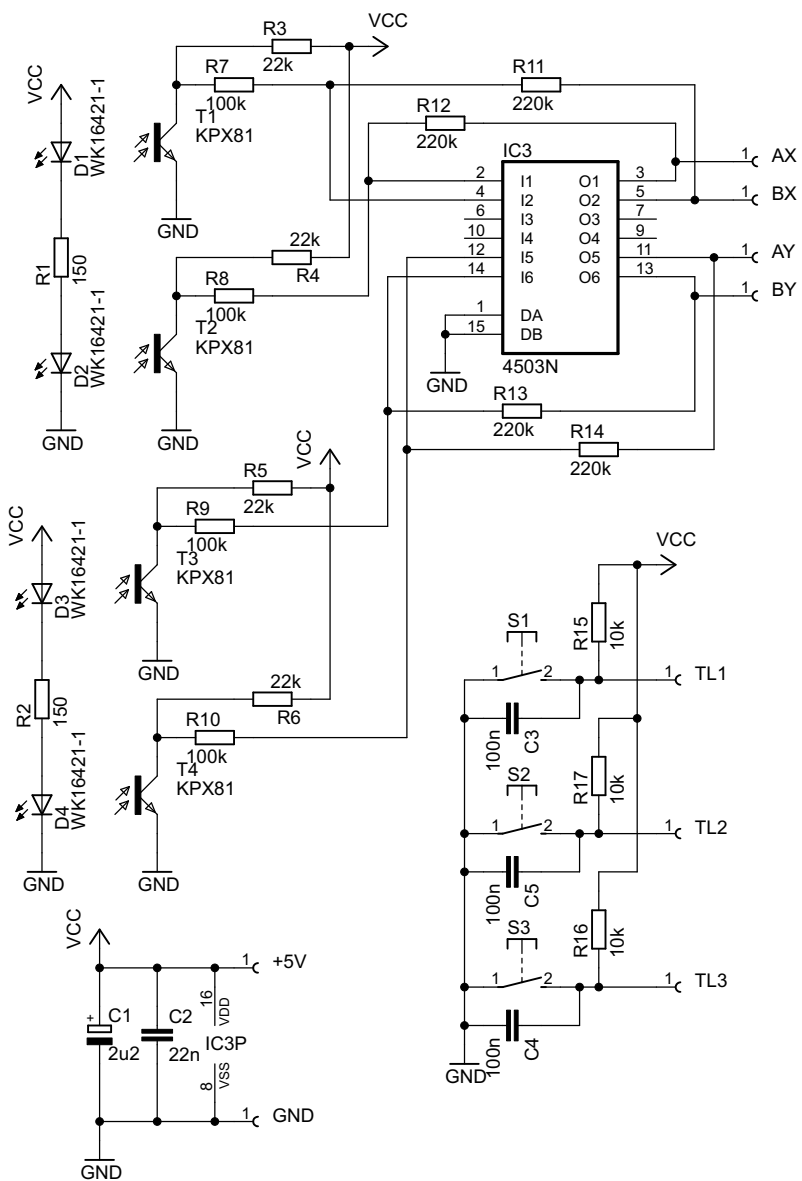 VCC
R3
22k
R7
100k
R11
220k
VCC
R12
220k
T1
KPX81
D1
WK16421-1
IC3
AX
1
BX
1
2
I1
O1
3
4
I2
O2
5
6
I3
O3
7
10
I4
O4
9
12
I5
O5
11
14
I6
O6
13
1
DA
15
DB
4503N
GND
AY
1
BY
1
GND
22k
R4
R1
150
R8
100k
T2
KPX81
D2
WK16421-1
GND
GND
R13
220k
R14
220k
VCC
R5
22k
R9
100k
T3
KPX81
VCC
D3
WK16421-1
GND
22k
R6
R2
150
R10
100k
T4
KPX81
D4
WK16421-1
GND
GND
VCC
R15
10k
S1
1
2
1
TL1
100n
C3
R17
10k
S2
1
2
1
TL2
100n
C5
R16
10k
S3
1
2
1
TL3
100n
C4
GND
VCC
1
+5V
+
C1
2u2
C2
22n
16
VDD
IC3P
8
VSS
1
GND
GND